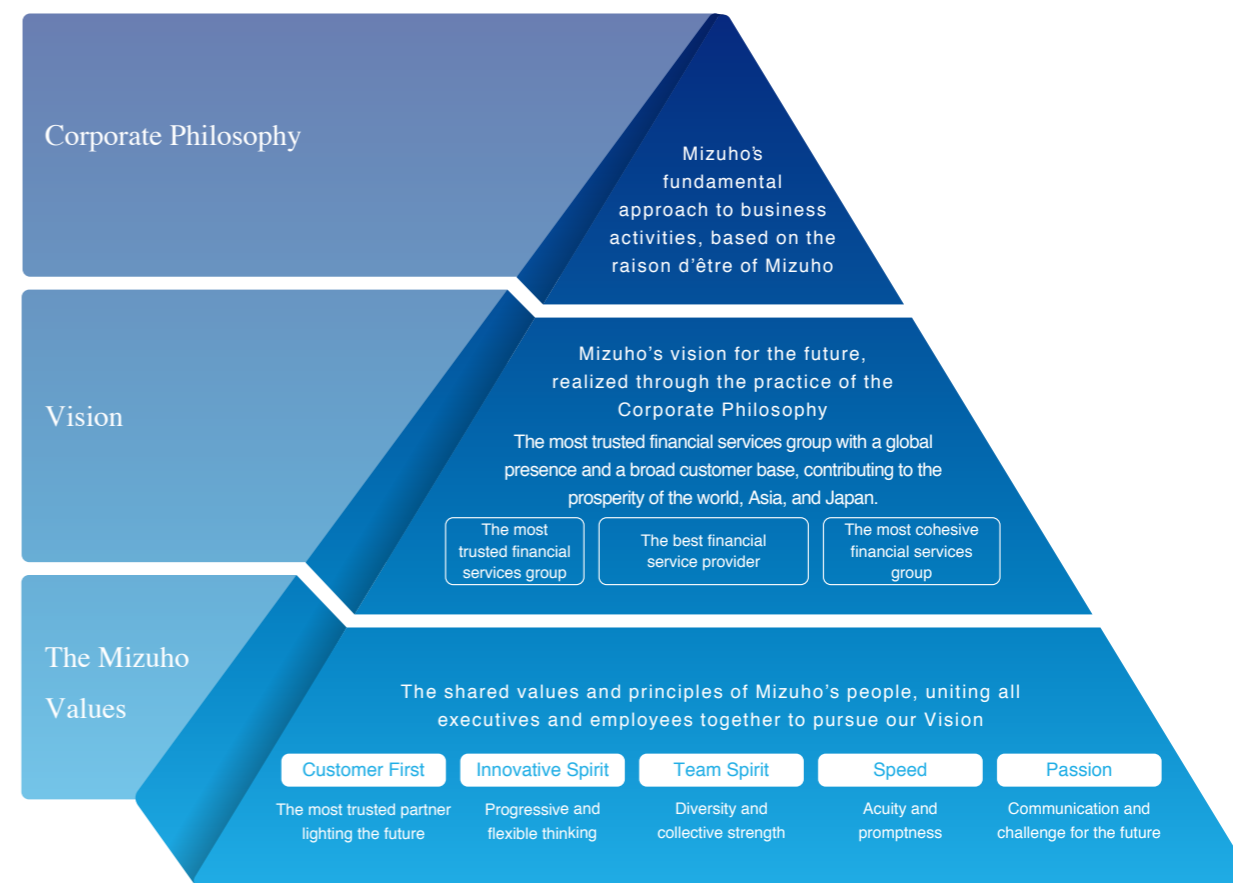 Corporate Philosophy
Mizuho's
fundamental
approach to business
activities, based on the
raison d'être of Mizuho
Vision
Mizuho's vision for the future,
realized through the practice of the
Corporate Philosophy
The most trusted financial services group with a global
presence and a broad customer base, contributing to the
prosperity of the world, Asia, and Japan.
The most
trusted financial
services group
The best financial
service provider
The most cohesive
financial services
group
The Mizuho
Values
The shared values and principles of Mizuho's people, uniting all
executives and employees together to pursue our Vision
Customer First
The most trusted partner
lighting the future
Innovative Spirit
Progressive and
flexible thinking
Team Spirit
Diversity and
collective strength
Speed
Acuity and
promptness
Passion
Communication and
challenge for the future